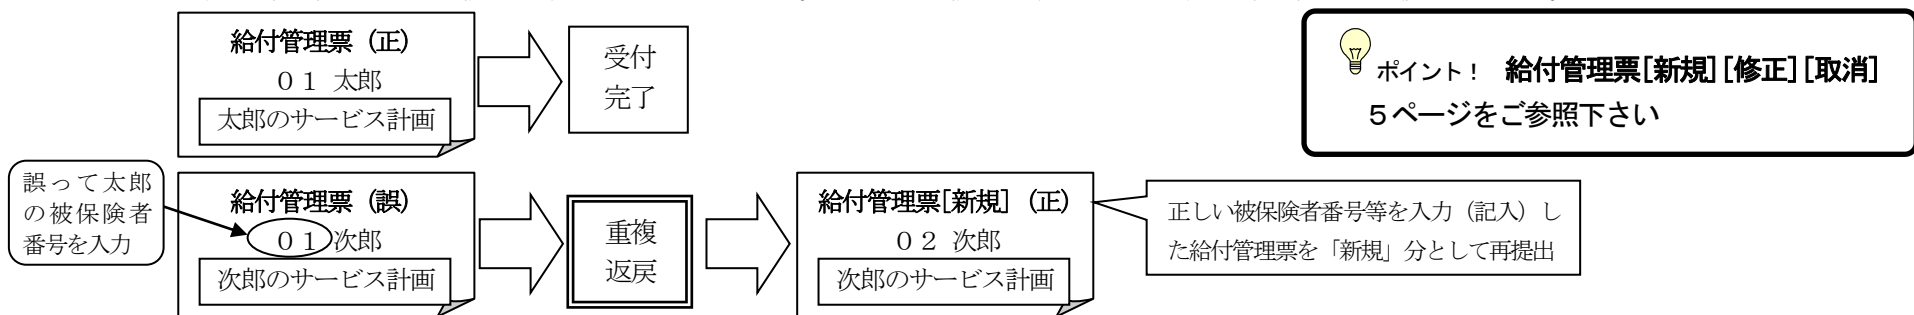 給付管理票（正）
０１ 太郎
太郎のサービス計画
受付
完了
ポイント！ 給付管理票[新規][修正][取消]
５ページをご参照下さい
誤って太郎
の被保険者
番号を入力
給付管理票（誤）
０１ 次郎
次郎のサービス計画
重複
返戻
給付管理票[新規]（正）
０２ 次郎
次郎のサービス計画
正しい被保険者番号等を入力（記入）し
た給付管理票を「新規」分として再提出